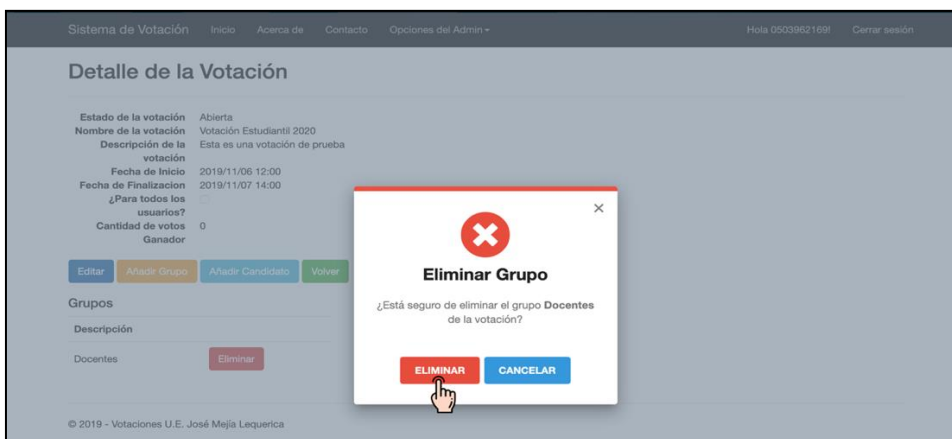 Sistema de Votación Inicio Acerca de Contacto Opciones del Admin Hola 0503962169! Cerrar sesión
Detalle de la Votación
Estado de la votación Abierta
Nombre de la votación Votación Estudiantil 2020
Descripción de la Esta es una votación de prueba
votación
Fecha de Inicio 2019/11/06 12:00
Fecha de Finalizacion 2019/11/07 14:00
¿Para todos los
usuarios?
Cantidad de votos 0
Ganador
Editar Añadir Grupo Añadir Candidato Volver
Grupos
Descripción
Docentes Eliminar
© 2019 - Votaciones U.E. José Mejía Lequerica
×
Eliminar Grupo
¿Está seguro de eliminar el grupo Docentes
de la votación?
ELIMINAR CANCELAR